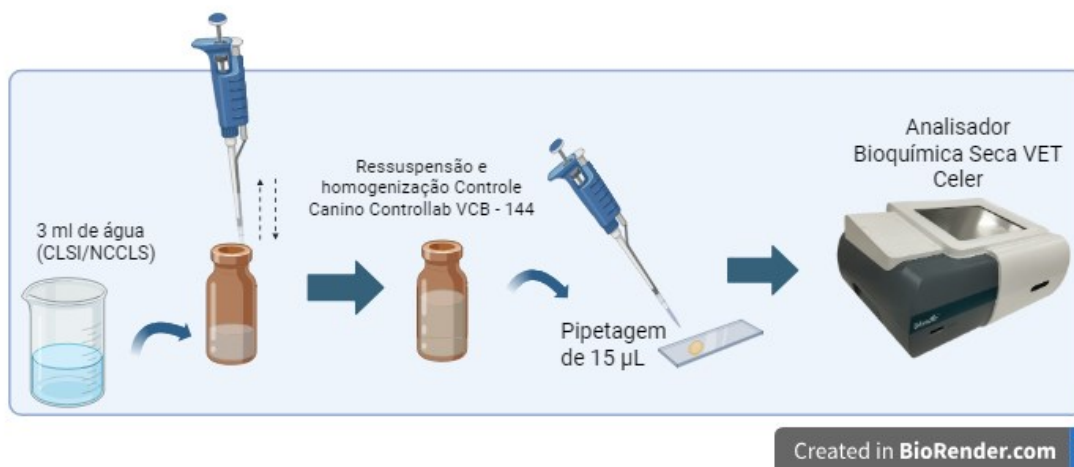 3 ml de água
(CLSI/NCCLS)
Ressuspensão e
homogenização Controle
Canino Controllab VCB - 144
Pipetagem
de 15 µL
Analisador
Bioquímica Seca VET
Celer
Created in BioRender.com